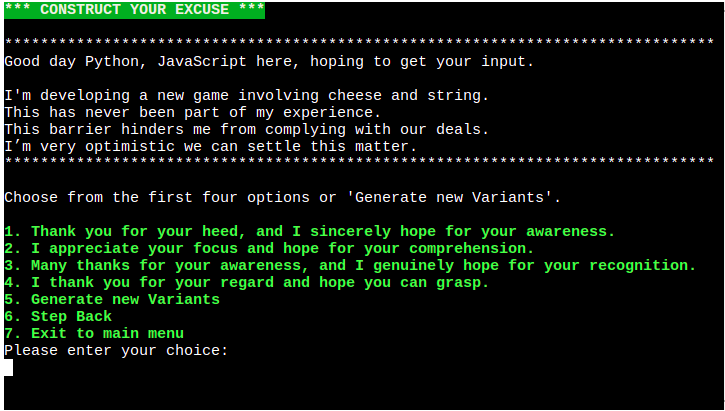 *** CONSTRUCT YOUR EXCUSE ***
*******************************************************************************
Good day Python, JavaScript here, hoping to get your input.
I'm developing a new game involving cheese and string.
This has never been part of my experience.
This barrier hinders me from complying with our deals.
I’m very optimistic we can settle this matter.
*******************************************************************************
Choose from the first four options or 'Generate new Variants'.
1. Thank you for your heed, and I sincerely hope for your awareness.
2. I appreciate your focus and hope for your comprehension.
3. Many thanks for your awareness, and I genuinely hope for your recognition.
4. I thank you for your regard and hope you can grasp.
5. Generate new Variants
6. Step Back
7. Exit to main menu
Please enter your choice: